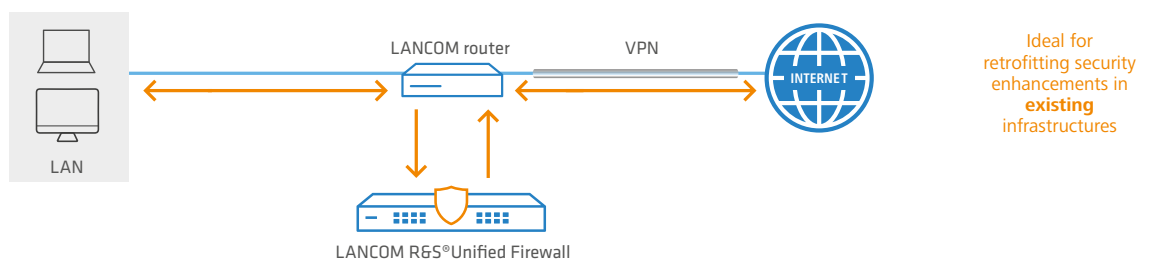 LANCOM router
VPN
INTERNET
LAN
LANCOM R&S®Unified Firewall
Ideal for
retrofitting security
enhancements in
existing
infrastructures